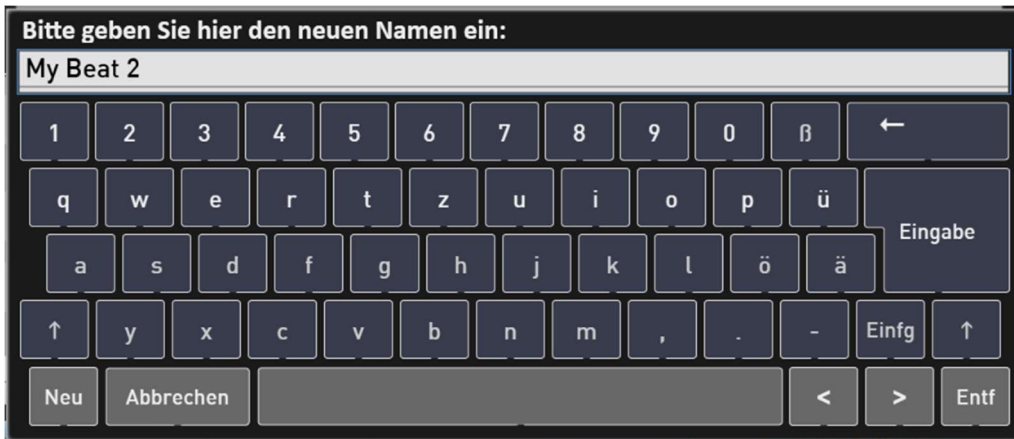 Bitte geben Sie hier den neuen Namen ein:
My Beat 2
1 2 3 4 5 6 7 8 9 0 ß ←
q w e r t z u i o p ü
Eingabe
a s d f g h j k l ö ä
↑ y x c v b n m , . - Einfg ↑
Neu Abbrechen < > Entf